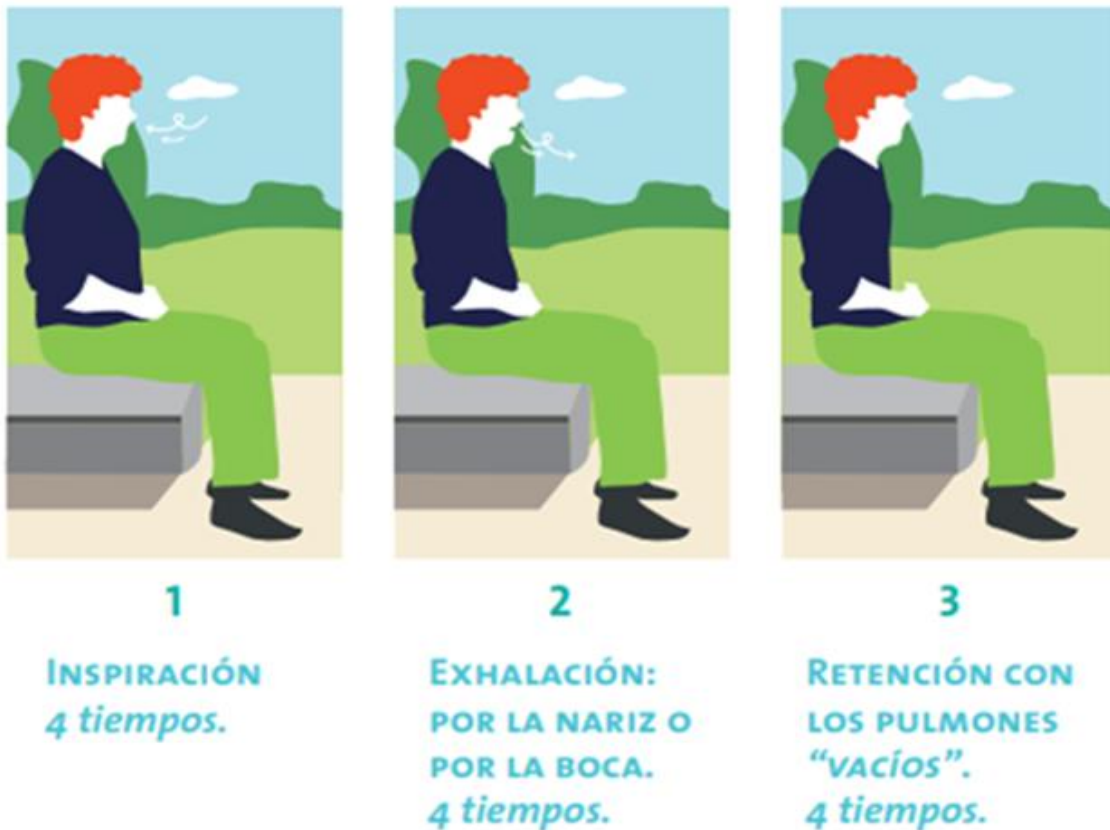 1
INSPIRACIÓN
4 tiempos.
2
EXHALACIÓN:
POR LA NARIZ O
POR LA BOCA.
4 tiempos.
3
RETENCIÓN CON
LOS PULMONES
“VACÍOS”.
4 tiempos.